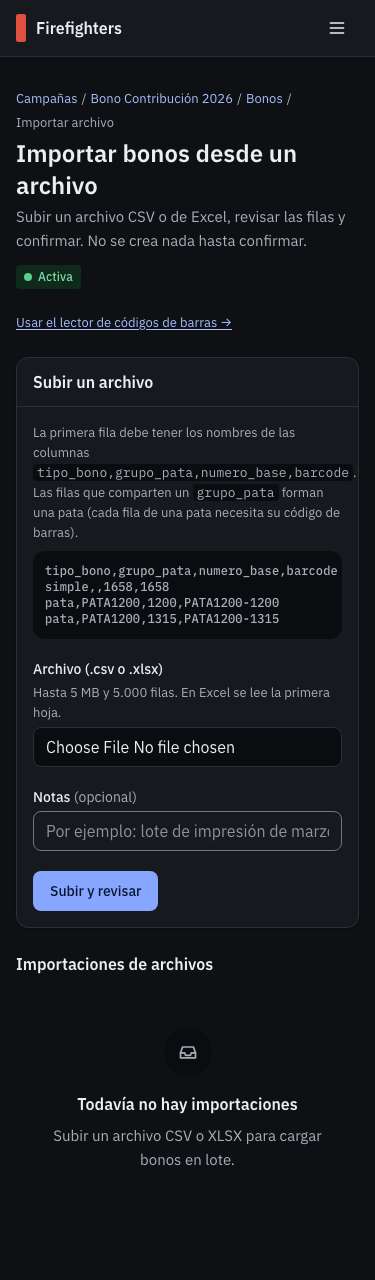 Firefighters
Campañas / Bono Contribución 2026 / Bonos /
Importar archivo
Importar bonos desde un
archivo
Subir un archivo CSV o de Excel, revisar las filas y
confirmar. No se crea nada hasta confirmar.
Activa
Usar el lector de códigos de barras →
Subir un archivo
La primera fila debe tener los nombres de las
columnas
tipo_bono,grupo_pata,numero_base,barcode.
Las filas que comparten un grupo_pata forman
una pata (cada fila de una pata necesita su código de
barras).
tipo_bono,grupo_pata,numero_base,barcode
simple,,1658,1658
pata,PATA1200,1200,PATA1200-1200
pata,PATA1200,1315,PATA1200-1315
Archivo (.csv o .xlsx)
Hasta 5 MB y 5.000 filas. En Excel se lee la primera
hoja.
Choose File No file chosen
Notas (opcional)
Por ejemplo: lote de impresión de marzo
Subir y revisar
Importaciones de archivos
Todavía no hay importaciones
Subir un archivo CSV o XLSX para cargar
bonos en lote.